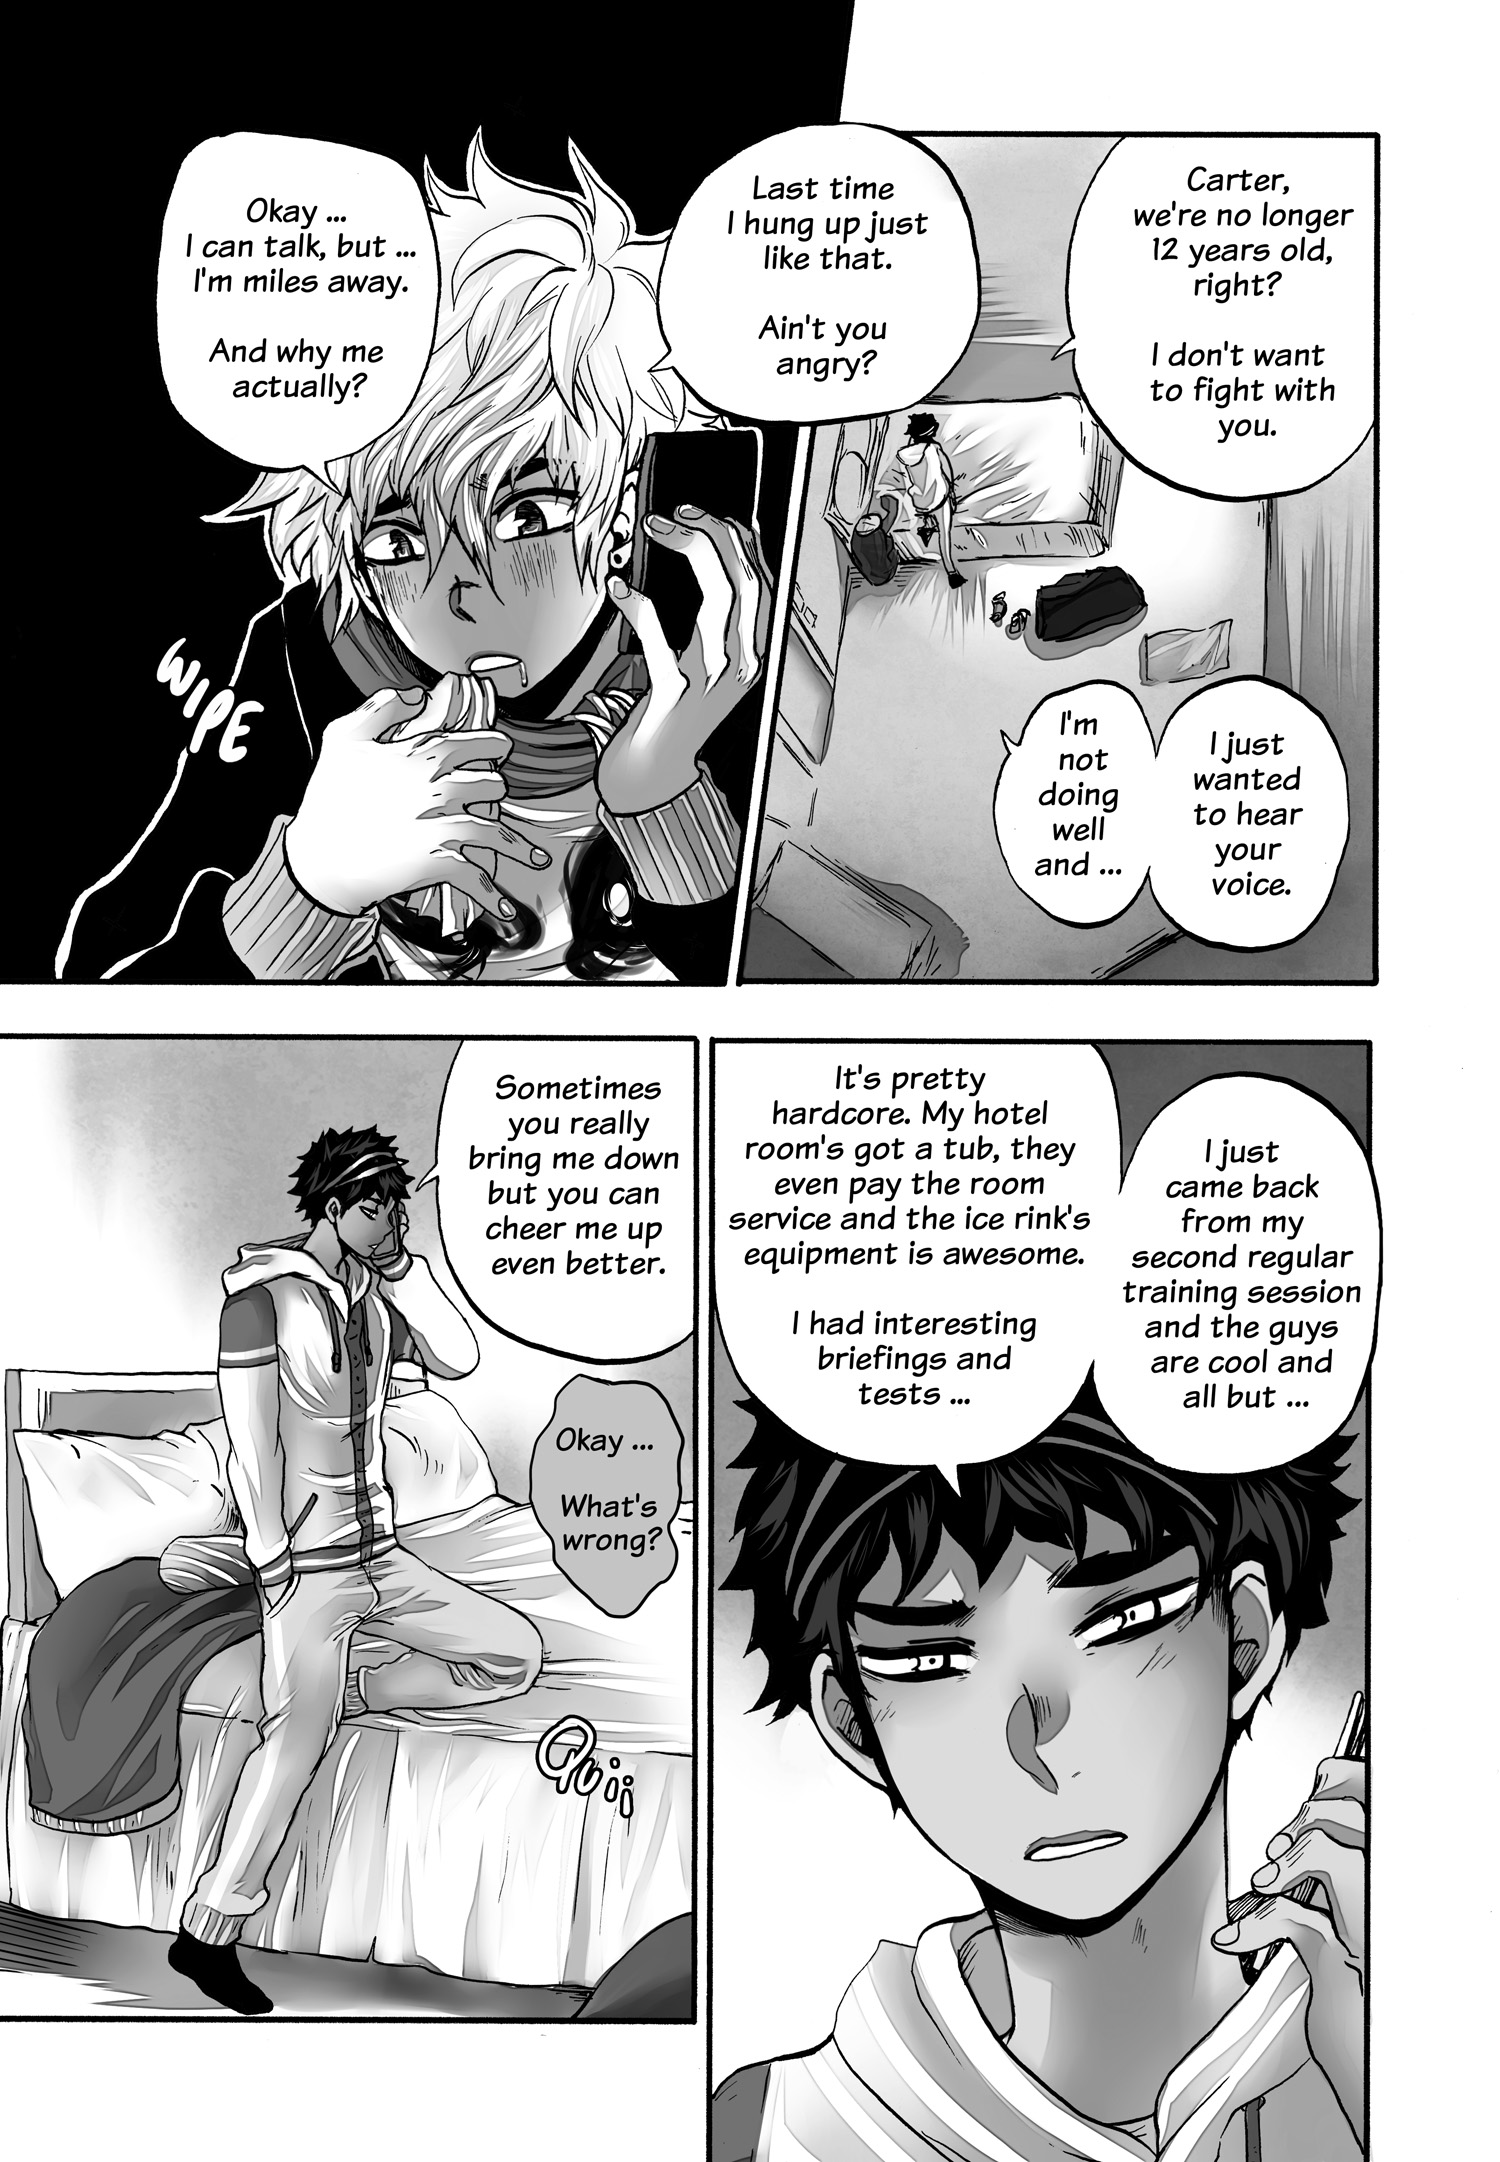 Okay ...
I can talk, but ...
I'm miles away.
And why me
actually?
Last time
I hung up just
like that.
Ain't you
angry?
Carter,
we're no longer
12 years old,
right?
I don't want
to fight with
you.
WIPE
I'm
not
doing
well
and ...
I just
wanted
to hear
your
voice.
Sometimes
you really
bring me down
but you can
cheer me up
even better.
Okay ...
What's
wrong?
Quii
It's pretty
hardcore. My hotel
room's got a tub, they
even pay the room
service and the ice rink's
equipment is awesome.
I had interesting
briefings and
tests ...
I just
came back
from my
second regular
training session
and the guys
are cool and
all but ...